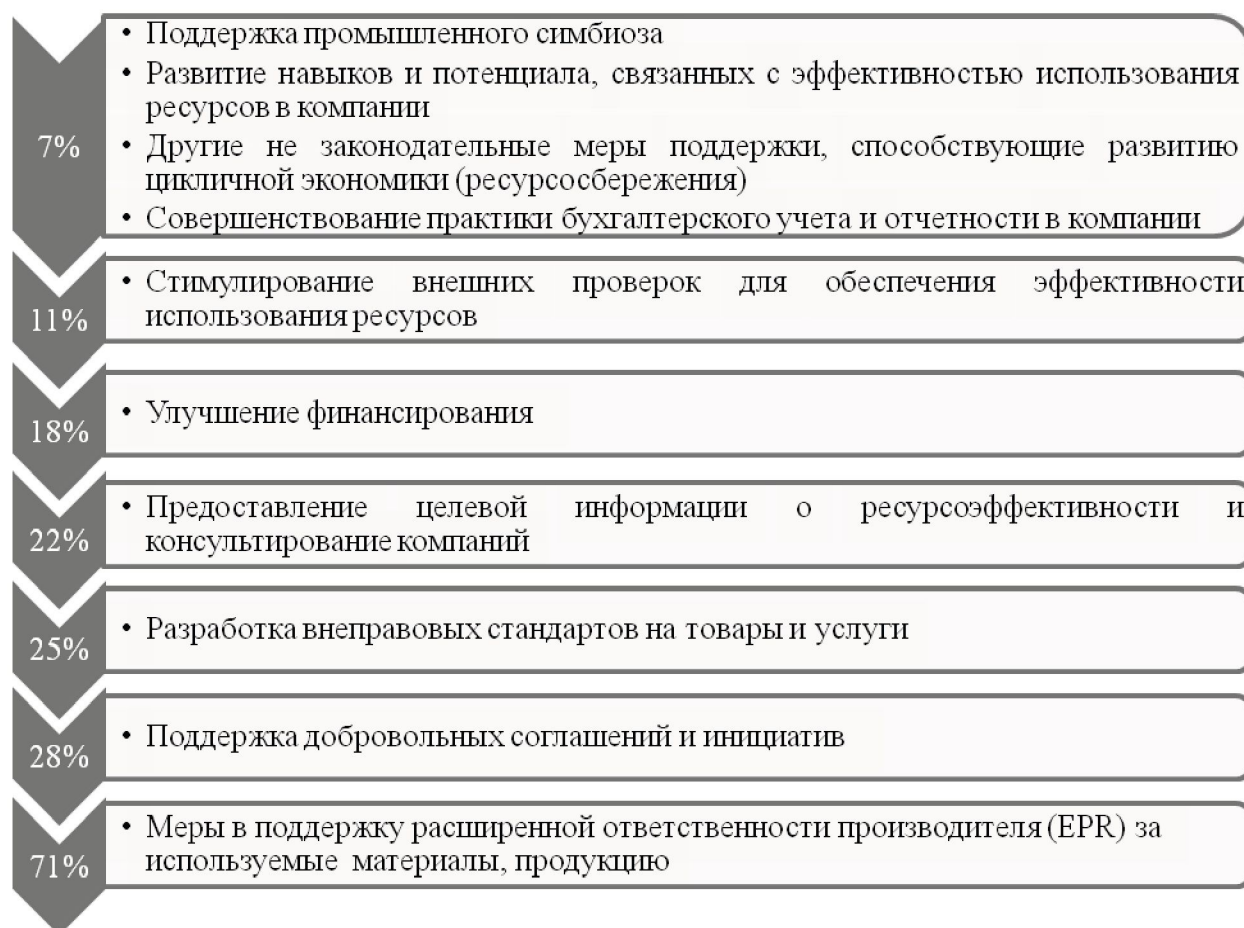 • Поддержка промышленного симбиоза
• Развитие навыков и потенциала, связанных с эффективностью использования
ресурсов в компании
7%
• Другие не законодательные меры поддержки, способствующие развитию
цикличной экономики (ресурсосбережения)
• Совершенствование практики бухгалтерского учета и отчетности в компании
11%
• Стимулирование внешних проверок для обеспечения эффективности
использования ресурсов
18%
• Улучшение финансирования
22%
• Предоставление целевой информации о ресурсоэффективности и
консультирование компаний
25%
• Разработка внеправовых стандартов на товары и услуги
28%
• Поддержка добровольных соглашений и инициатив
71%
• Меры в поддержку расширенной ответственности производителя (EPR) за
используемые материалы, продукцию